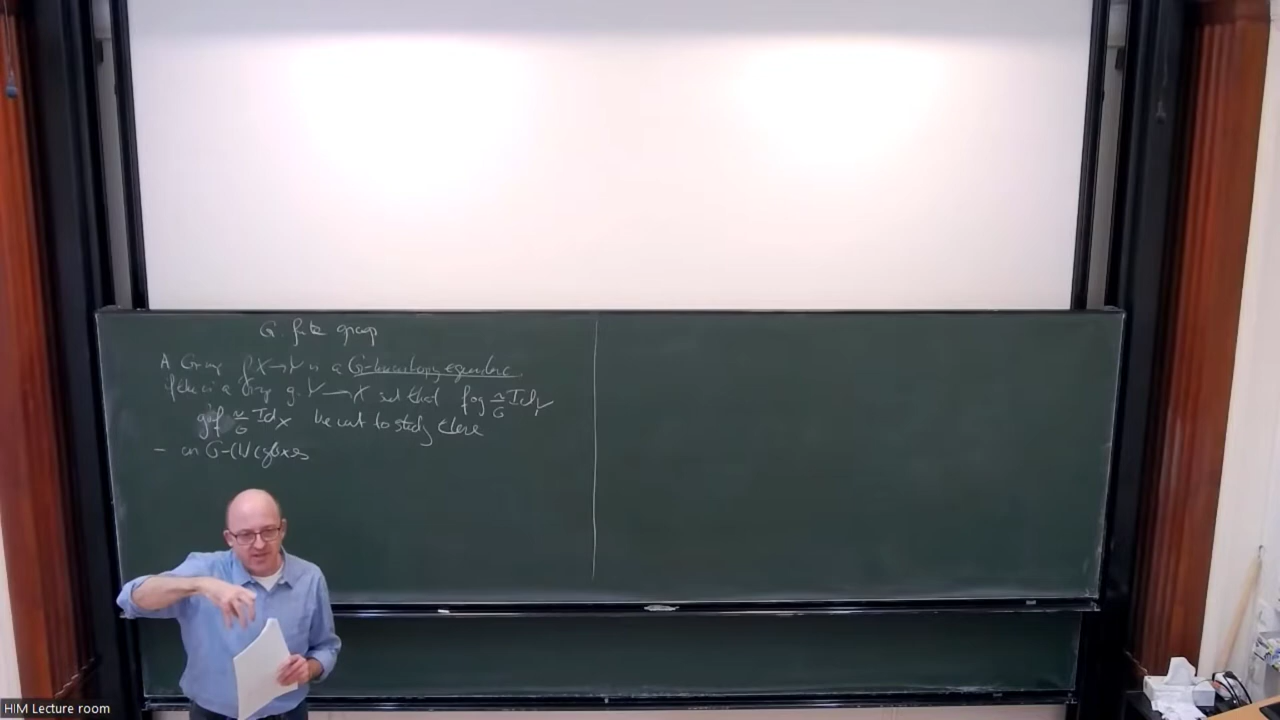 G finite group
A G-map f: X → Y is a G-homotopy equivalence
if there is a G-map g: Y → X such that f∘g ≃_G Id_Y
g∘f ≃_G Id_X We want to study these
- on G-CW complexes
HIM Lecture room